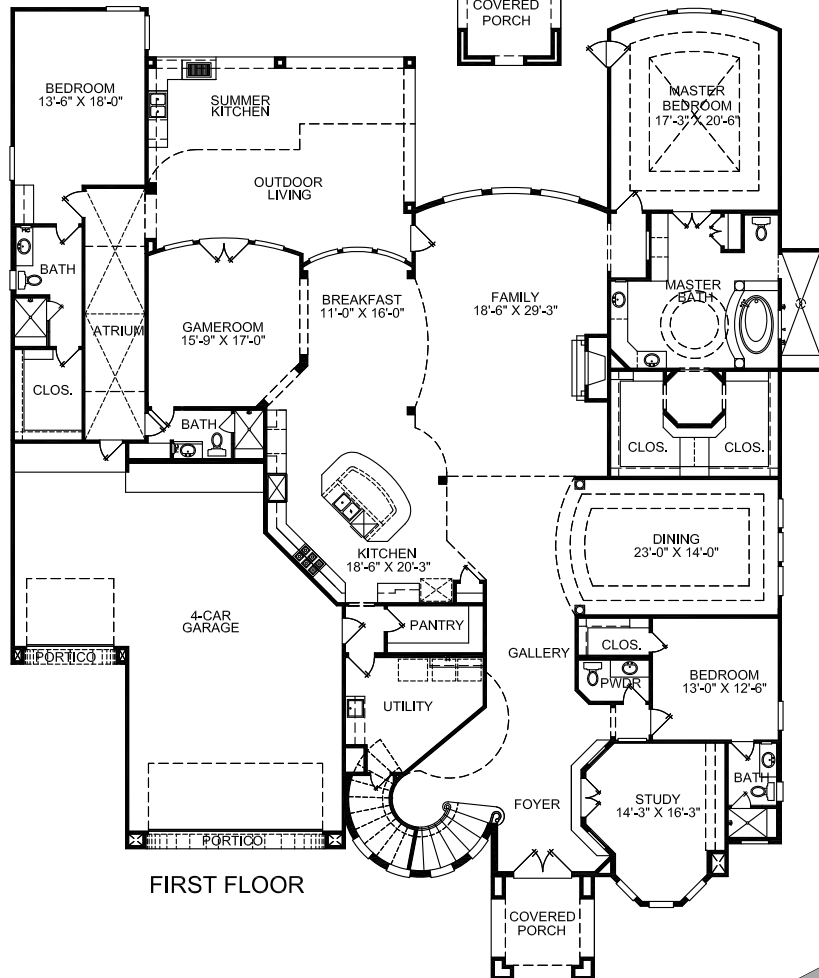 COVERED
PORCH
BEDROOM
13'-6" X 18'-0"
SUMMER
KITCHEN
MASTER
BEDROOM
17'-3" X 20'-6"
OUTDOOR
LIVING
BATH
ATRIUM
GAMEROOM
15'-9" X 17'-0"
BREAKFAST
11'-0" X 16'-0"
FAMILY
18'-6" X 29'-3"
MASTER
BATH
CLOS.
BATH
CLOS.
CLOS.
KITCHEN
18'-6" X 20'-3"
DINING
23'-0" X 14'-0"
4-CAR
GARAGE
PANTRY
GALLERY
CLOS.
PORTICO
BEDROOM
13'-0" X 12'-6"
PWDR
UTILITY
FOYER
STUDY
14'-3" X 16'-3"
BATH
PORTICO
FIRST FLOOR
COVERED
PORCH